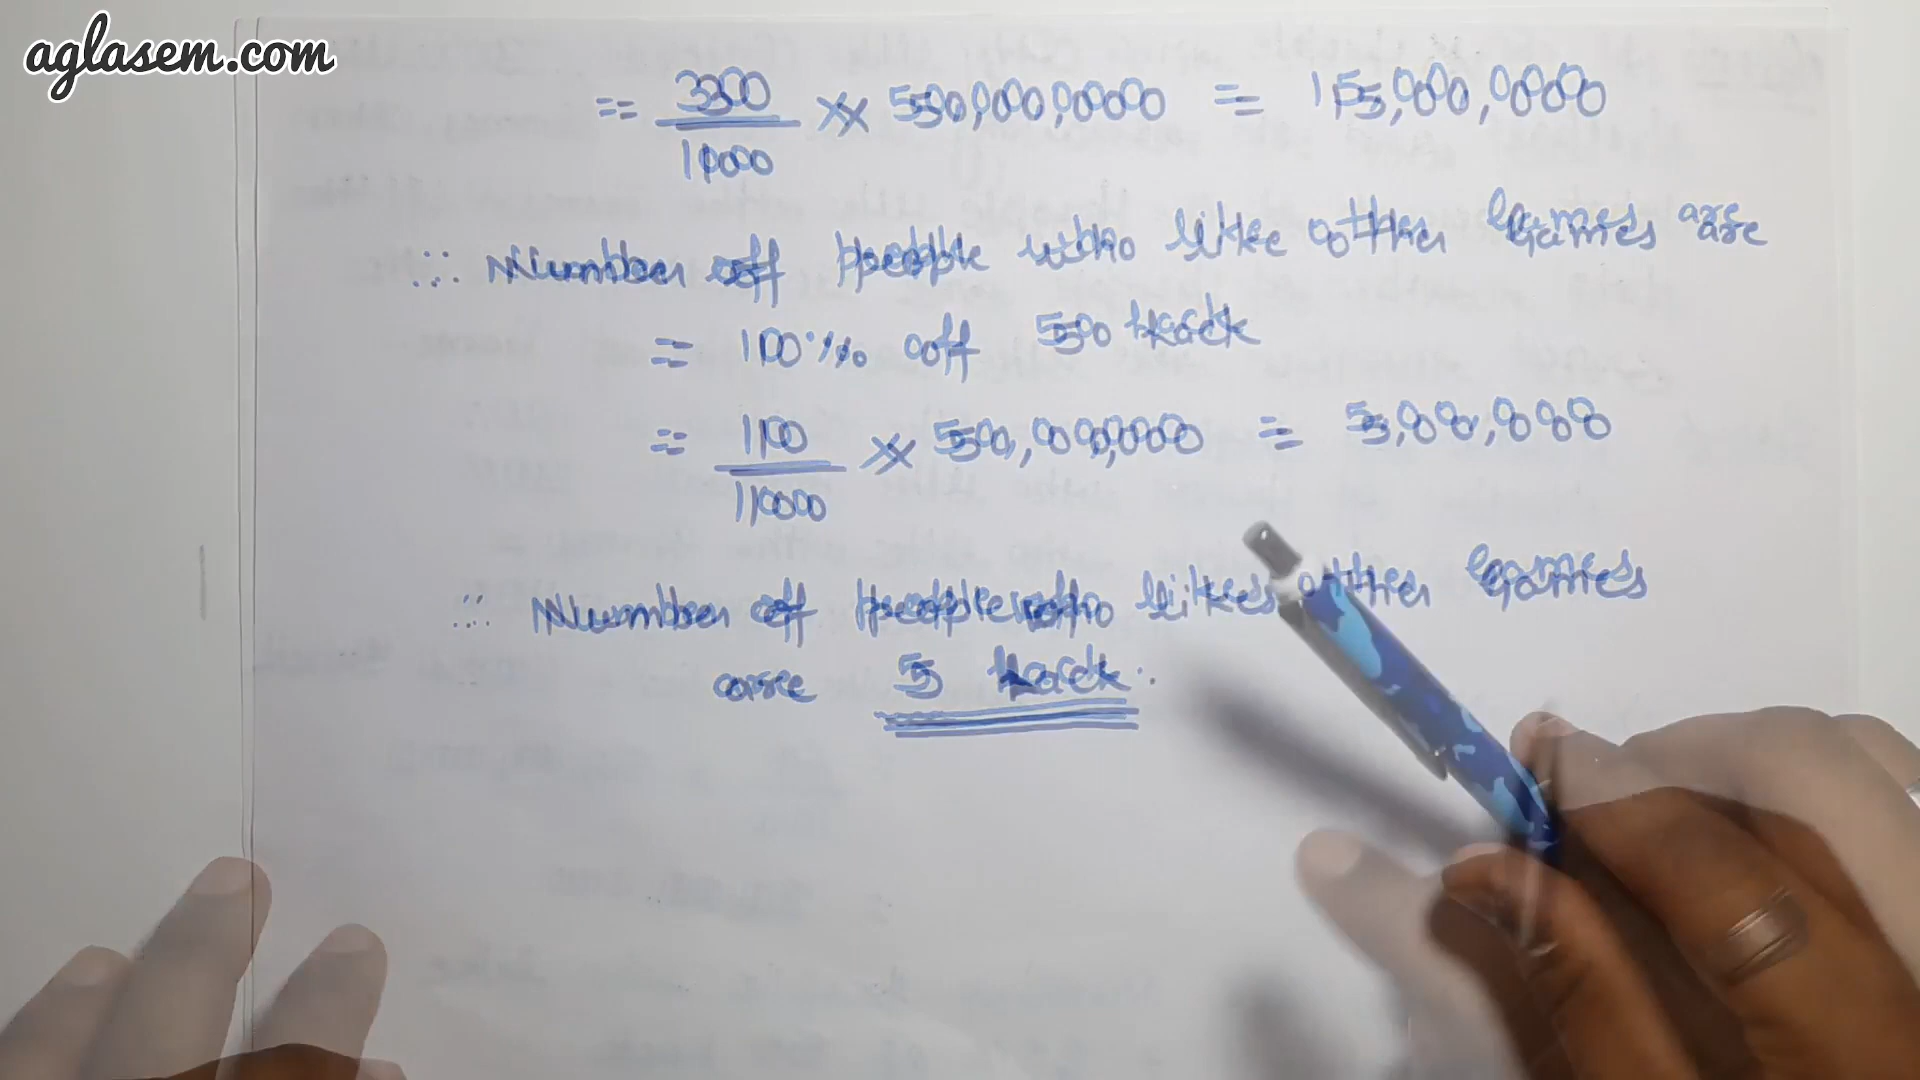 aglasem.com
= 30/100 × 50,00,000 = 15,00,000
∴ Number of People who like other games are
= 10% of 50 lack
= 10/100 × 50,00,000 = 5,00,000
∴ Number of People who likes other games
are 5 lack.